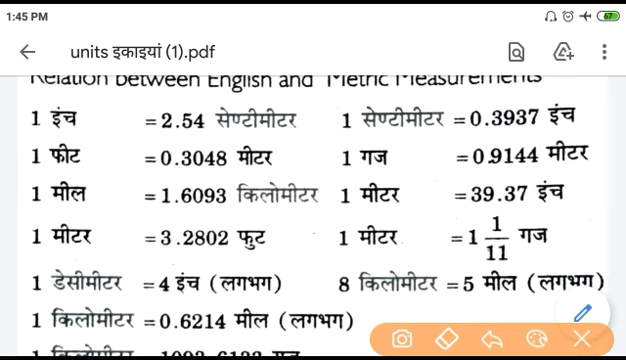 1:45 PM 67
units इकाइयां (1).pdf
Relation between English and Metric Measurements
1 इंच = 2.54 सेण्टीमीटर 1 सेण्टीमीटर = 0.3937 इंच
1 फीट = 0.3048 मीटर 1 गज = 0.9144 मीटर
1 मील = 1.6093 किलोमीटर 1 मीटर = 39.37 इंच
1 मीटर = 3.2802 फुट 1 मीटर = 1 1/11 गज
1 डेसीमीटर = 4 इंच (लगभग) 8 किलोमीटर = 5 मील (लगभग)
1 किलोमीटर = 0.6214 मील (लगभग)